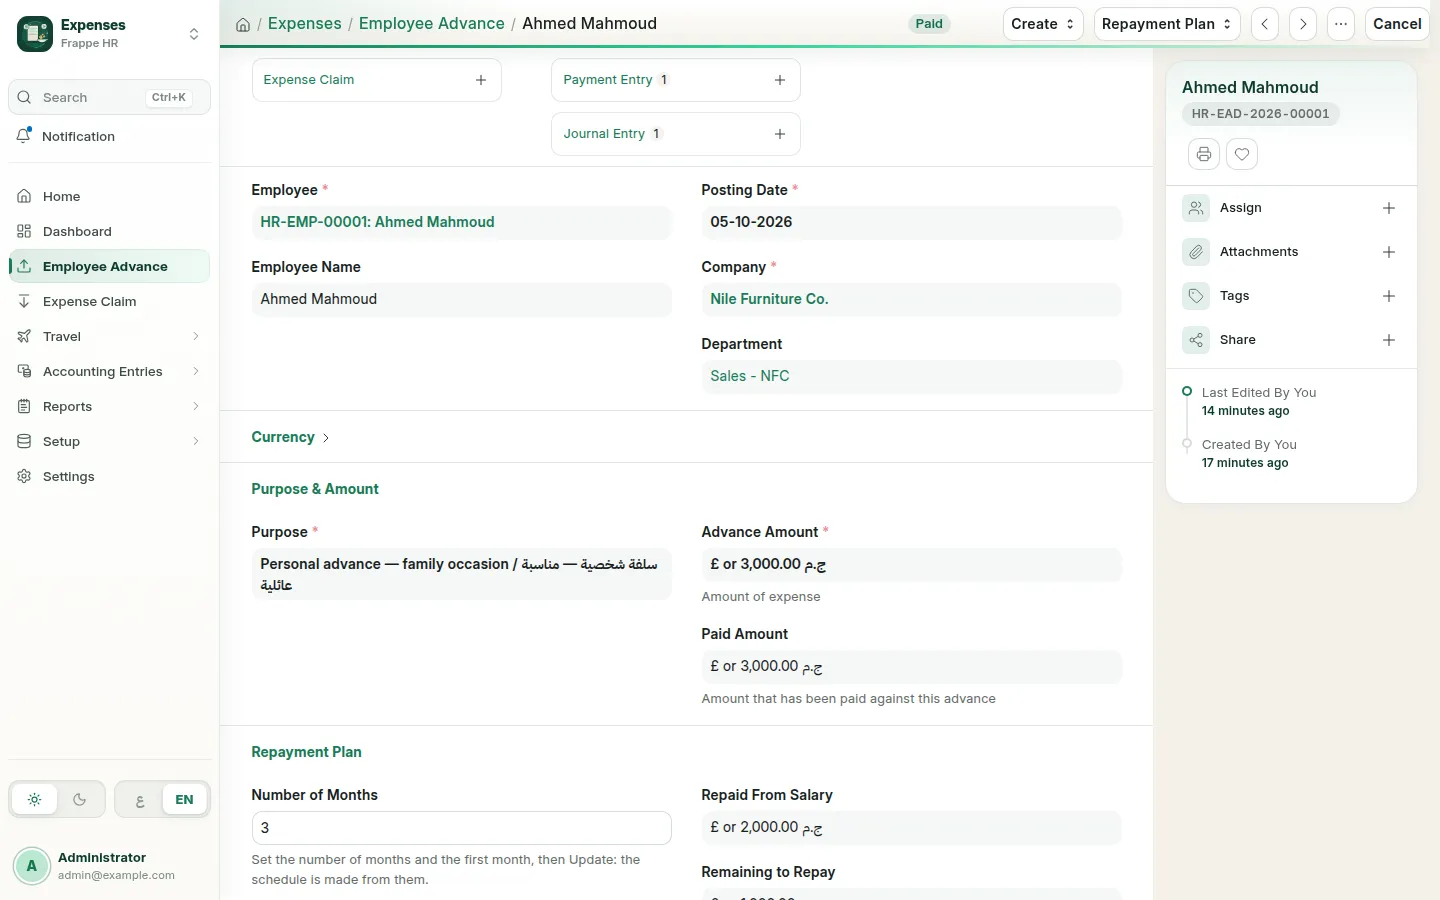 Expenses
Frappe HR
Search
Ctrl+K
Notification
Home
Dashboard
Employee Advance
Expense Claim
Travel
Accounting Entries
Reports
Setup
Settings
ع
EN
A
Administrator
admin@example.com
/ Expenses / Employee Advance / Ahmed Mahmoud
Paid
Create
Repayment Plan
Cancel
Expense Claim
Payment Entry 1
Journal Entry 1
Employee *
HR-EMP-00001: Ahmed Mahmoud
Posting Date *
05-10-2026
Employee Name
Ahmed Mahmoud
Company *
Nile Furniture Co.
Department
Sales - NFC
Currency
Purpose & Amount
Purpose *
Personal advance — family occasion / سلفة شخصية — مناسبة
عائلية
Advance Amount *
£ or 3,000.00 ج.م
Amount of expense
Paid Amount
£ or 3,000.00 ج.م
Amount that has been paid against this advance
Repayment Plan
Number of Months
3
Set the number of months and the first month, then Update: the
schedule is made from them.
Repaid From Salary
£ or 2,000.00 ج.م
Remaining to Repay
Ahmed Mahmoud
HR-EAD-2026-00001
Assign
Attachments
Tags
Share
Last Edited By You
14 minutes ago
Created By You
17 minutes ago